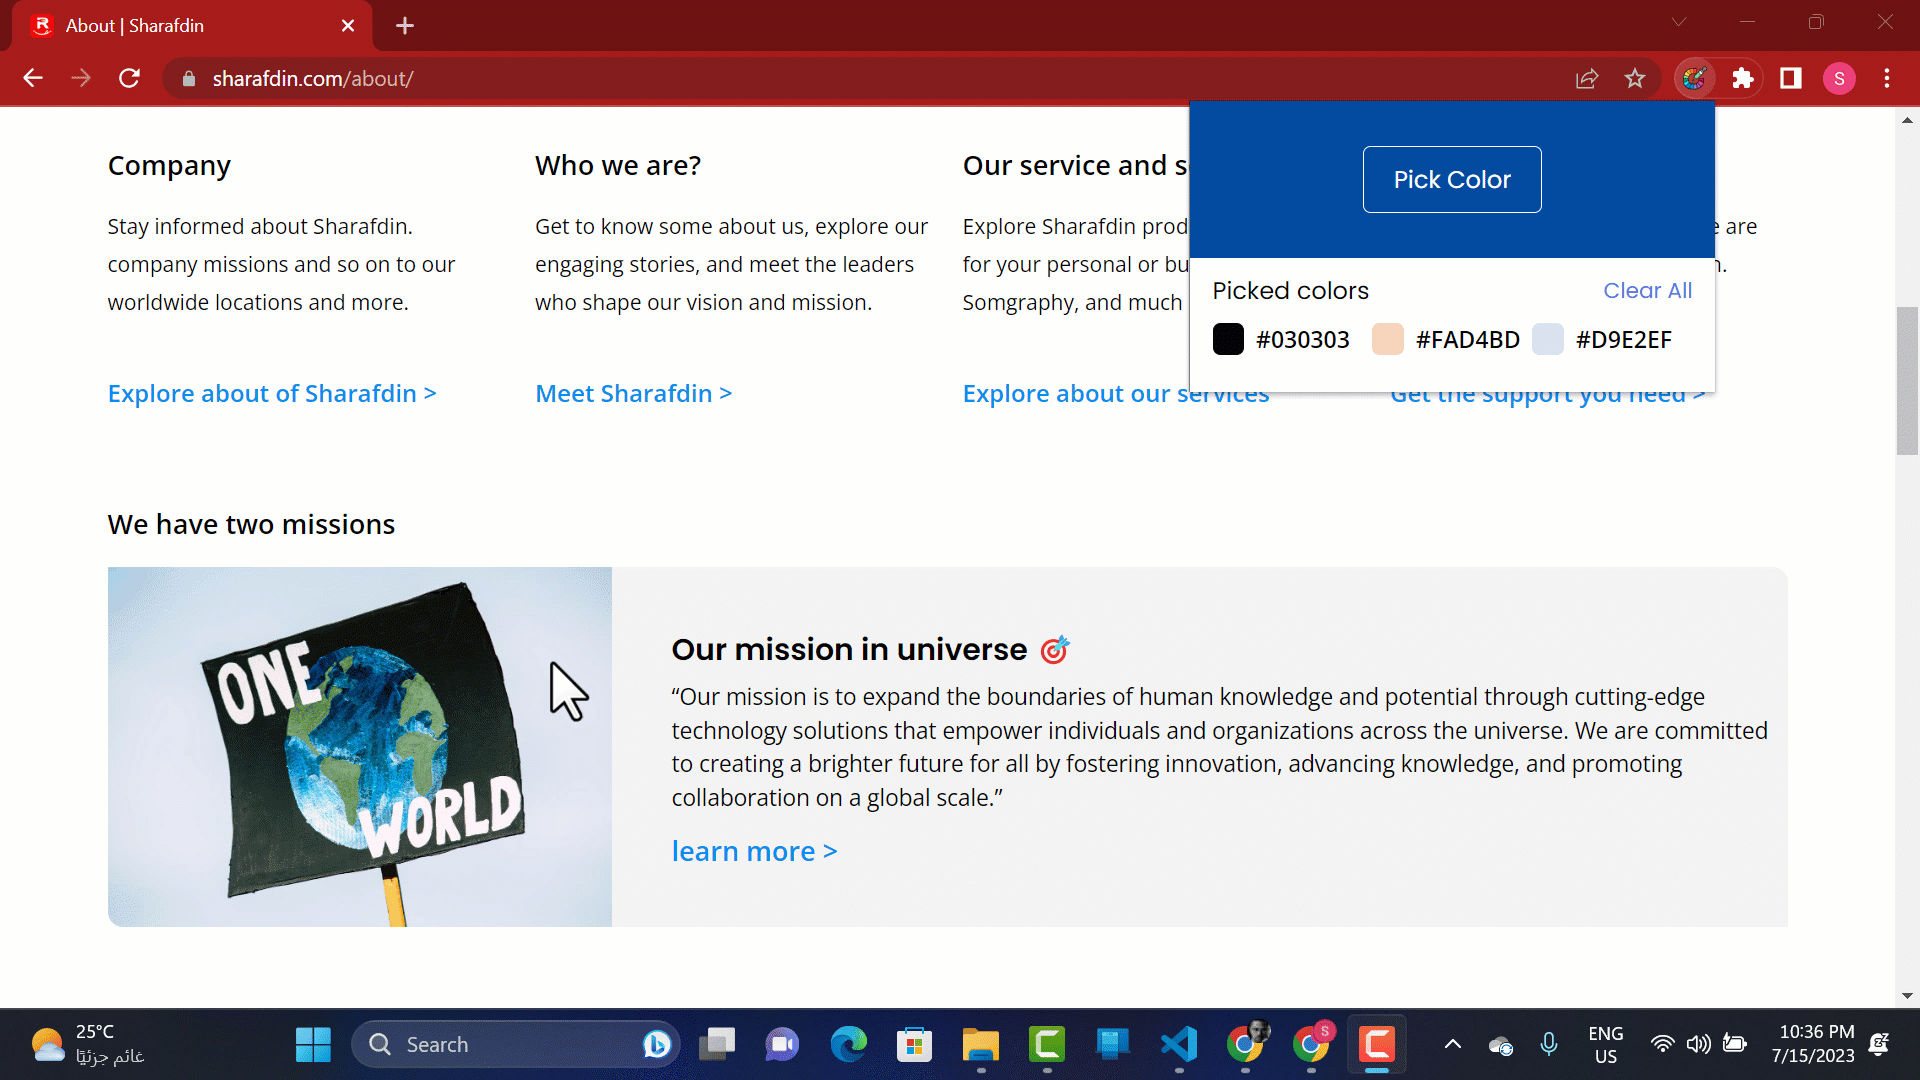 About | Sharafdin
sharafdin.com/about/
S
Pick Color
Picked colors
Clear All
#030303
#FAD4BD
#D9E2EF
Company
Stay informed about Sharafdin.
company missions and so on to our
worldwide locations and more.
Explore about of Sharafdin >
Who we are?
Get to know some about us, explore our
engaging stories, and meet the leaders
who shape our vision and mission.
Meet Sharafdin >
Our service and s
Explore Sharafdin prod
for your personal or bu
Somgraphy, and much
Explore about our services
e are
n.
Get the support you need >
We have two missions
ONE
WORLD
Our mission in universe
“Our mission is to expand the boundaries of human knowledge and potential through cutting-edge
technology solutions that empower individuals and organizations across the universe. We are committed
to creating a brighter future for all by fostering innovation, advancing knowledge, and promoting
collaboration on a global scale.”
learn more >
25°C
غائم جزئيًا
Search
S
ENG
US
10:36 PM
7/15/2023